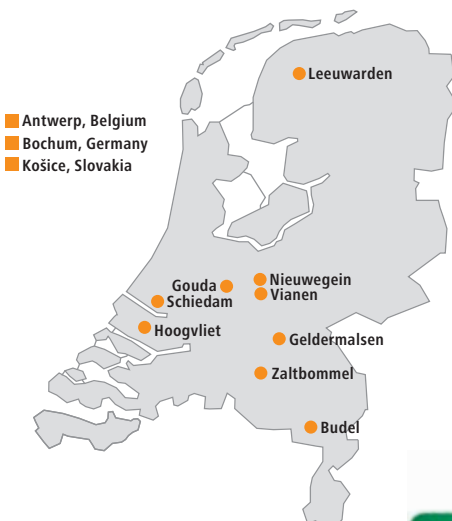 Leeuwarden
Antwerp, Belgium
Bochum, Germany
Košice, Slovakia
Gouda
Nieuwegein
Schiedam
Vianen
Hoogvliet
Geldermalsen
Zaltbommel
Budel